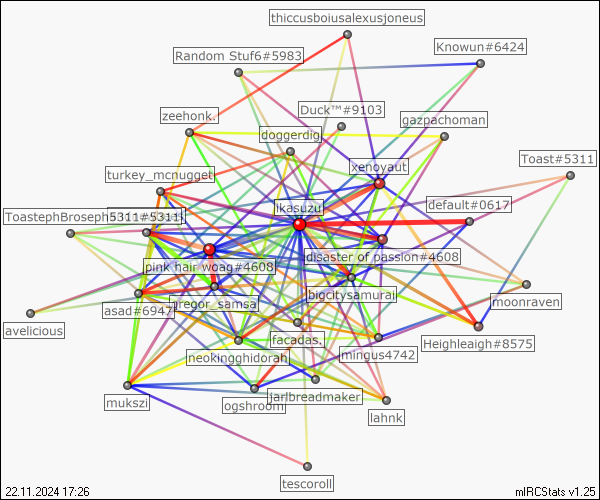 thiccusboiusalexusjoneus
Knowun#6424
Random Stuf6#5983
Duck™#9103
zeehonk.
gazpachoman
doggerdig
Toast#5311
xenoyaut
turkey_mcnugget
default#0617
ikasuzu
ToastephBroseph5311#5311
disaster of passion#4608
pink hair woag#4608
bigcitysamurai
gregor_samsa
moonraven
asad#6947
avelicious
facadas.
Heighleaigh#8575
neokingghidorah
mingus4742
jarlbreadmaker
mukszi
ogshroom
lahnk
tescoroll
22.11.2024 17:26
mIRCStats v1.25